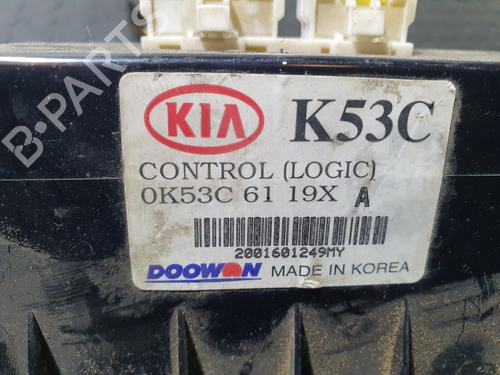 KIA K53C
CONTROL (LOGIC)
0K53C 61 19X A
2001601249MY
DOOWON MADE IN KOREA
B-PARTS